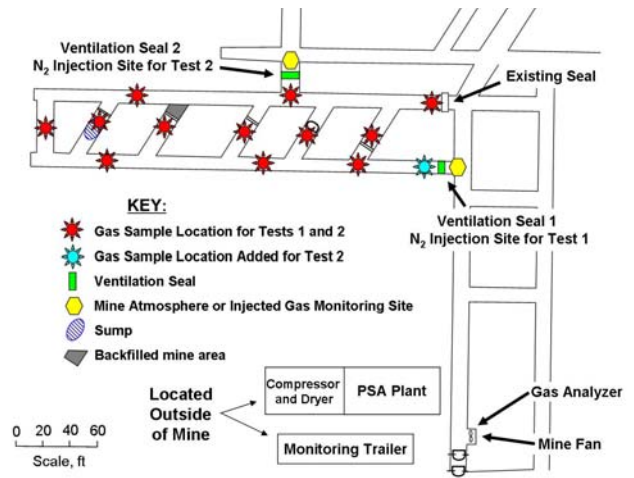 Ventilation Seal 2
N2 Injection Site for Test 2
Existing Seal
Ventilation Seal 1
N2 Injection Site for Test 1
KEY:
Gas Sample Location for Tests 1 and 2
Gas Sample Location Added for Test 2
Ventilation Seal
Mine Atmosphere or Injected Gas Monitoring Site
Sump
Backfilled mine area
Located
Outside
of Mine
Compressor
and Dryer
PSA Plant
Monitoring Trailer
Gas Analyzer
Mine Fan
0 20 40 60
Scale, ft